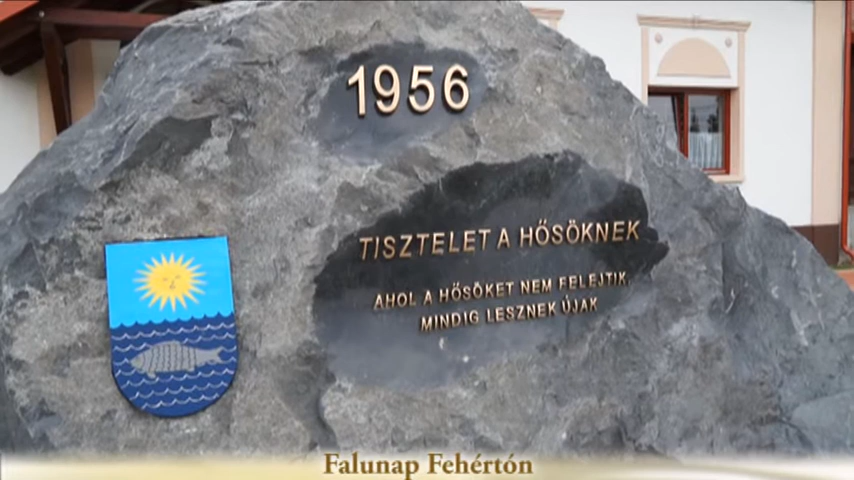 1956
TISZTELET A HŐSÖKNEK
AHOL A HŐSÖKET NEM FELEJTIK,
MINDIG LESZNEK ÚJAK
Falunap Fehértón